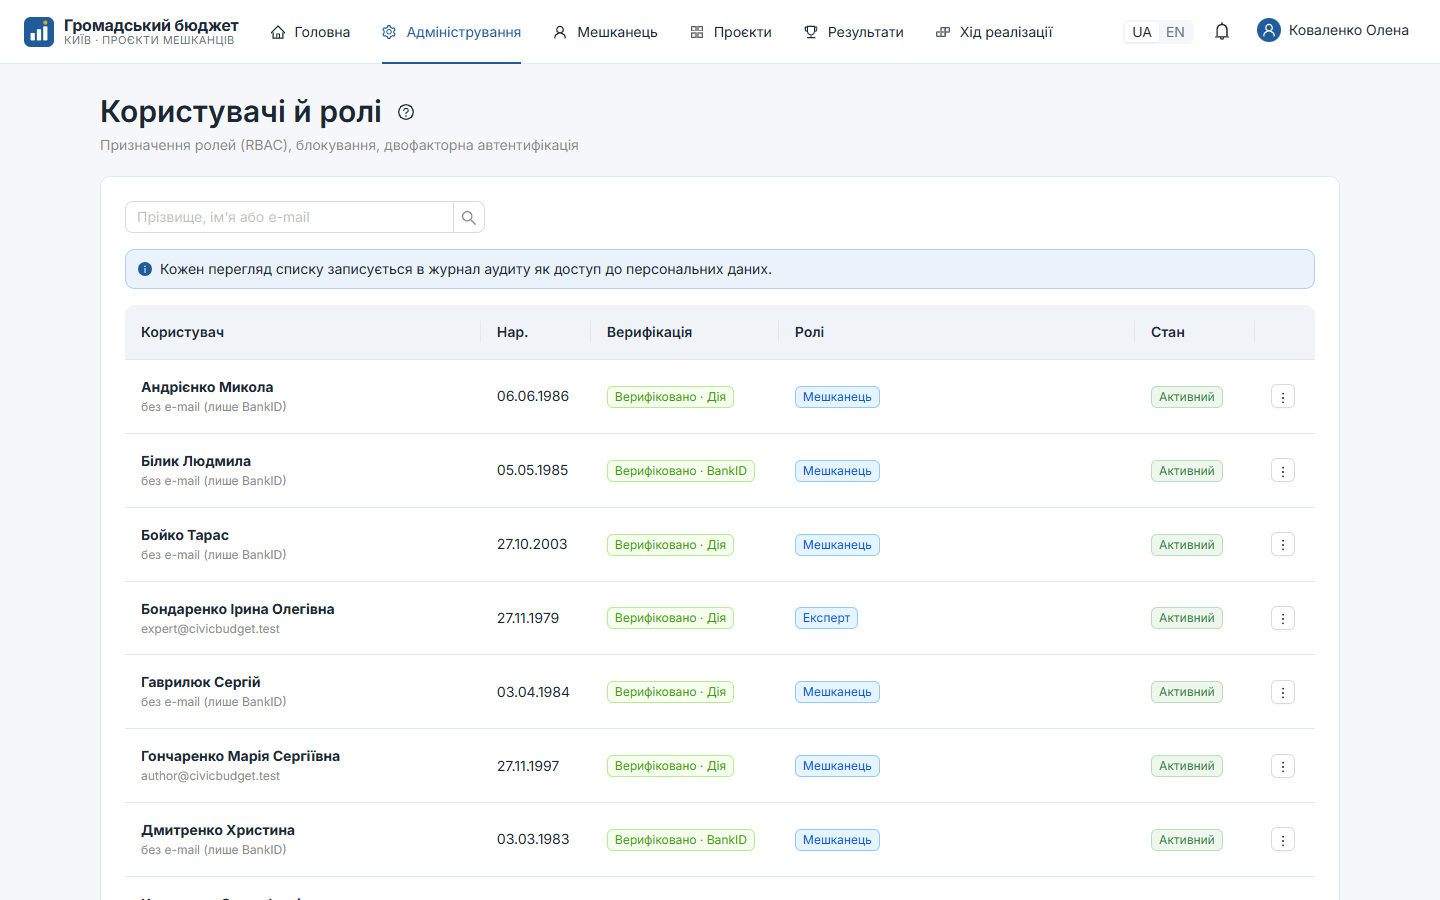 Громадський бюджет
КИЇВ · ПРОЄКТИ МЕШКАНЦІВ
Головна
Адміністрування
Мешканець
Проєкти
Результати
Хід реалізації
UA EN
Коваленко Олена
Користувачі й ролі
Призначення ролей (RBAC), блокування, двофакторна автентифікація
Прізвище, ім'я або e-mail
Кожен перегляд списку записується в журнал аудиту як доступ до персональних даних.
Користувач Нар. Верифікація Ролі Стан
Андрієнко Микола
без e-mail (лише BankID)
06.06.1986 Верифіковано · Дія Мешканець Активний
Білик Людмила
без e-mail (лише BankID)
05.05.1985 Верифіковано · BankID Мешканець Активний
Бойко Тарас
без e-mail (лише BankID)
27.10.2003 Верифіковано · Дія Мешканець Активний
Бондаренко Ірина Олегівна
expert@civicbudget.test
27.11.1979 Верифіковано · Дія Експерт Активний
Гаврилюк Сергій
без e-mail (лише BankID)
03.04.1984 Верифіковано · Дія Мешканець Активний
Гончаренко Марія Сергіївна
author@civicbudget.test
27.11.1997 Верифіковано · Дія Мешканець Активний
Дмитренко Христина
без e-mail (лише BankID)
03.03.1983 Верифіковано · BankID Мешканець Активний